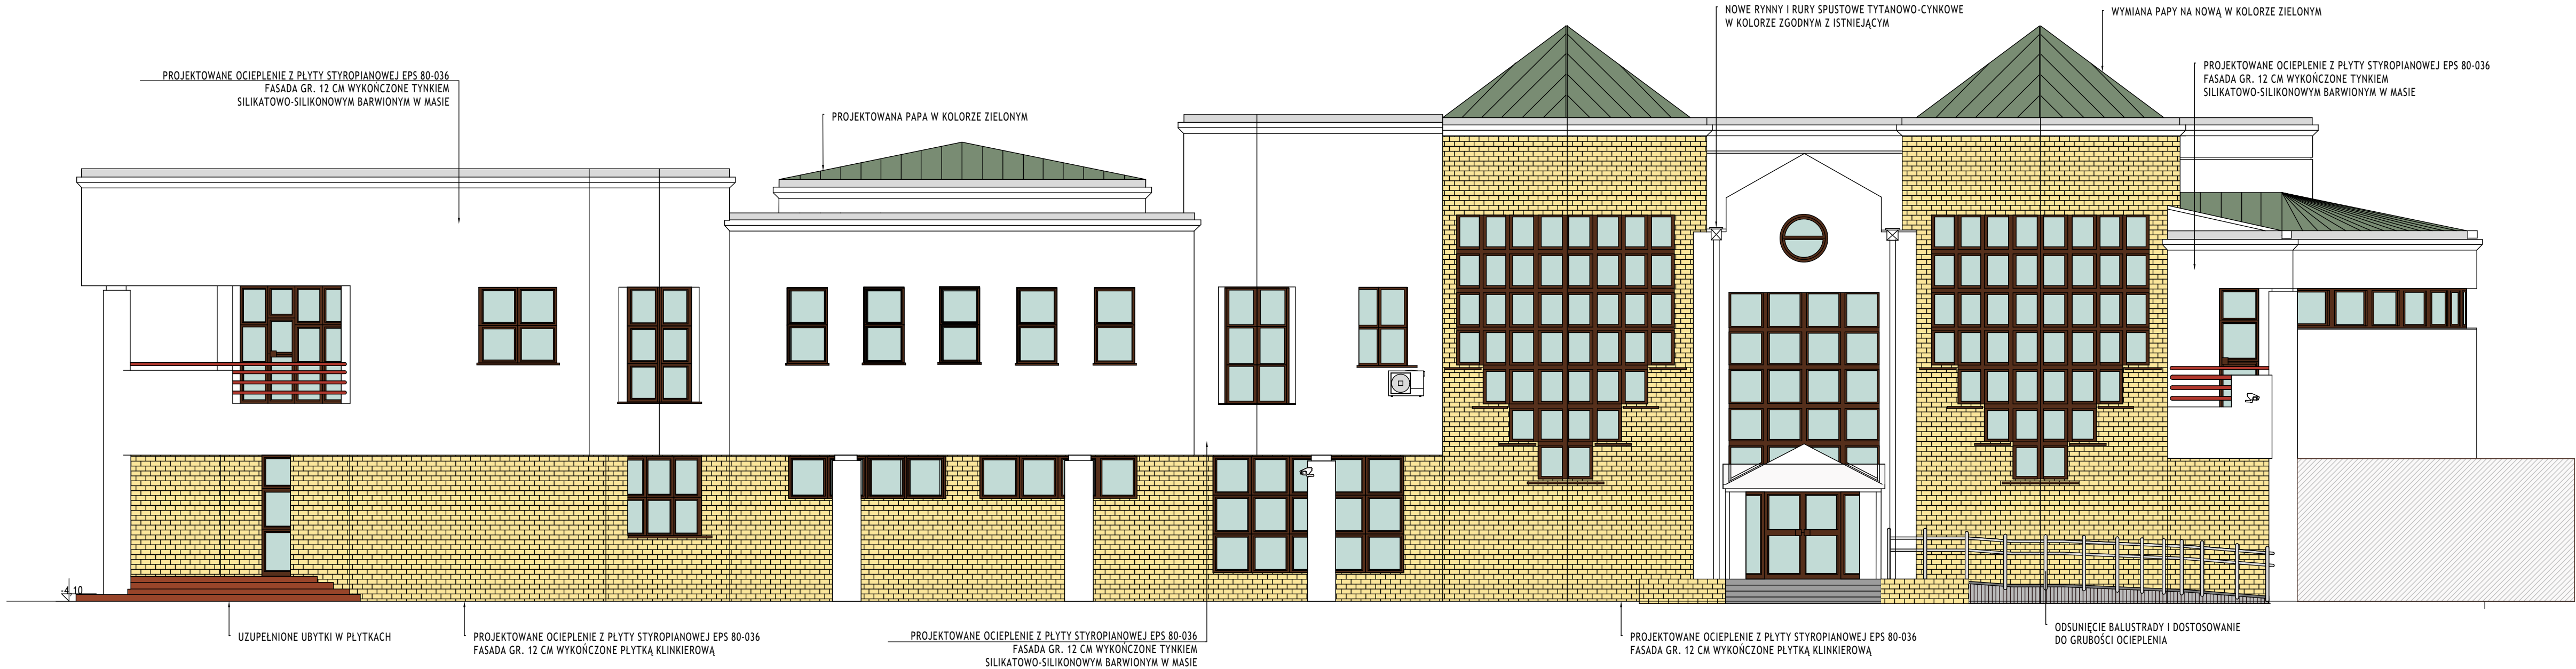 NOWE RYNNY I RURY SPUSTOWE TYTANOWO-CYNKOWE
W KOLORZE ZGODNYM Z ISTNIEJĄCYM
WYMIANA PAPY NA NOWĄ W KOLORZE ZIELONYM
PROJEKTOWANE OCIEPLENIE Z PŁYTY STYROPIANOWEJ EPS 80-036
FASADA GR. 12 CM WYKOŃCZONE TYNKIEM
SILIKATOWO-SILIKONOWYM BARWIONYM W MASIE
PROJEKTOWANA PAPA W KOLORZE ZIELONYM
PROJEKTOWANE OCIEPLENIE Z PŁYTY STYROPIANOWEJ EPS 80-036
FASADA GR. 12 CM WYKOŃCZONE TYNKIEM
SILIKATOWO-SILIKONOWYM BARWIONYM W MASIE
-4,10
UZUPEŁNIONE UBYTKI W PŁYTKACH
PROJEKTOWANE OCIEPLENIE Z PŁYTY STYROPIANOWEJ EPS 80-036
FASADA GR. 12 CM WYKOŃCZONE PŁYTKĄ KLINKIEROWĄ
PROJEKTOWANE OCIEPLENIE Z PŁYTY STYROPIANOWEJ EPS 80-036
FASADA GR. 12 CM WYKOŃCZONE TYNKIEM
SILIKATOWO-SILIKONOWYM BARWIONYM W MASIE
PROJEKTOWANE OCIEPLENIE Z PŁYTY STYROPIANOWEJ EPS 80-036
FASADA GR. 12 CM WYKOŃCZONE PŁYTKĄ KLINKIEROWĄ
ODSUNIĘCIE BALUSTRADY I DOSTOSOWANIE
DO GRUBOŚCI OCIEPLENIA